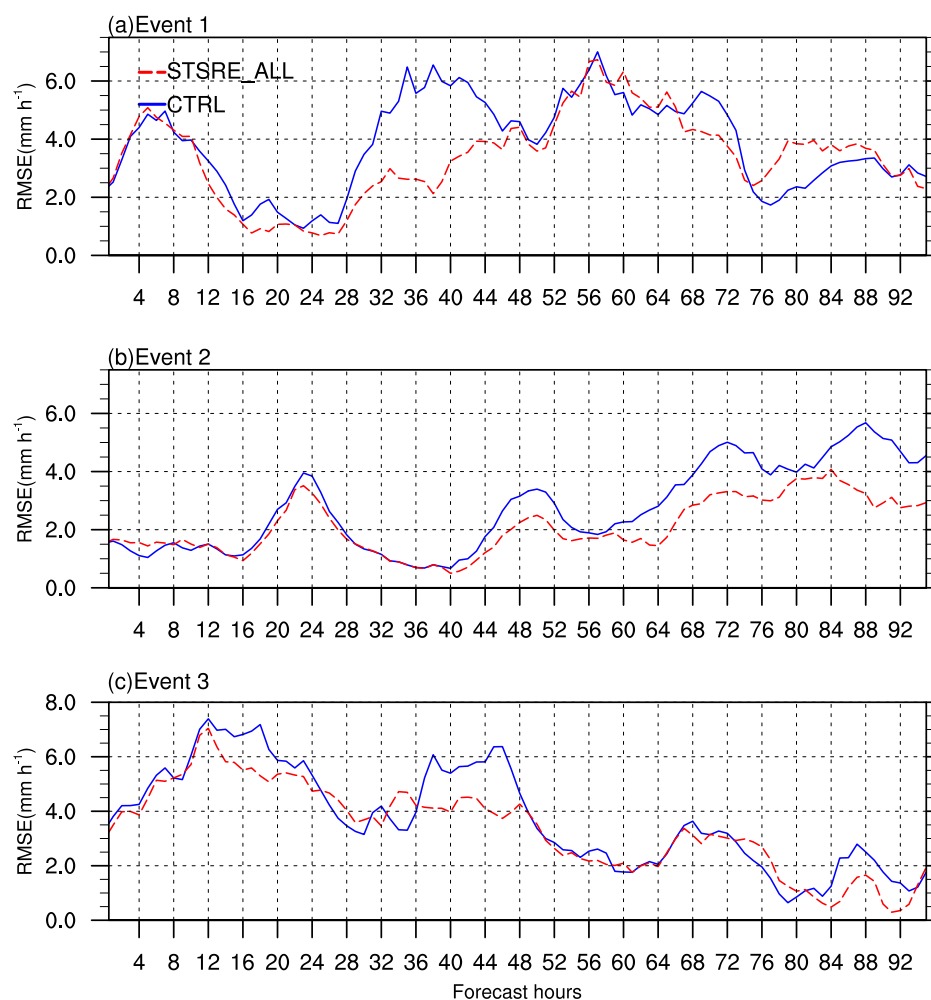 (a)Event 1
RMSE(mm h⁻¹)
6.0
4.0
2.0
0.0
STSRE_ALL
CTRL
4 8 12 16 20 24 28 32 36 40 44 48 52 56 60 64 68 72 76 80 84 88 92
(b)Event 2
RMSE(mm h⁻¹)
6.0
4.0
2.0
0.0
4 8 12 16 20 24 28 32 36 40 44 48 52 56 60 64 68 72 76 80 84 88 92
(c)Event 3
RMSE(mm h⁻¹)
8.0
6.0
4.0
2.0
0.0
4 8 12 16 20 24 28 32 36 40 44 48 52 56 60 64 68 72 76 80 84 88 92
Forecast hours